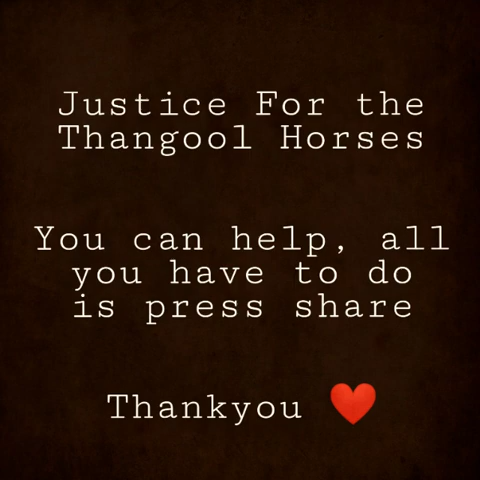 Justice For the
Thangool Horses
You can help, all
you have to do
is press share
Thankyou ❤️